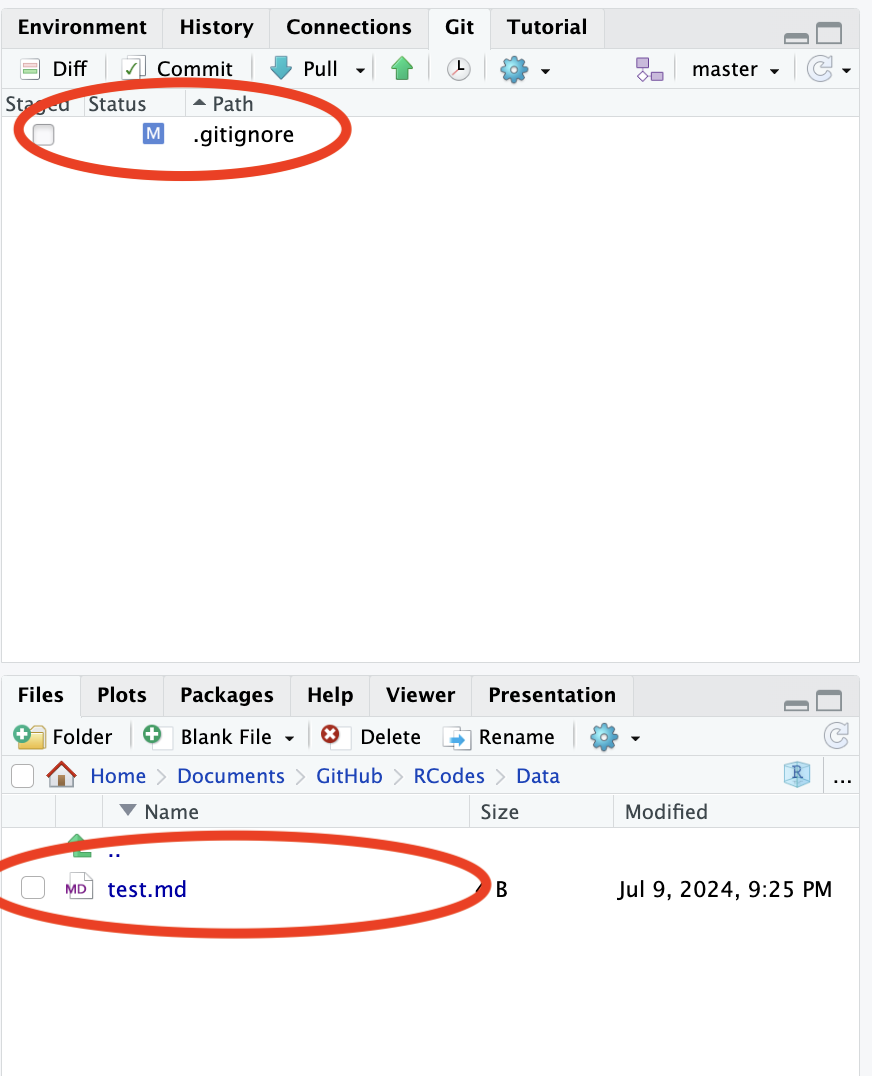 Environment History Connections Git Tutorial
Diff Commit Pull master
Staged Status Path
M .gitignore
Files Plots Packages Help Viewer Presentation
Folder Blank File Delete Rename
Home Documents GitHub RCodes Data R ...
Name Size Modified
..
MD test.md B Jul 9, 2024, 9:25 PM